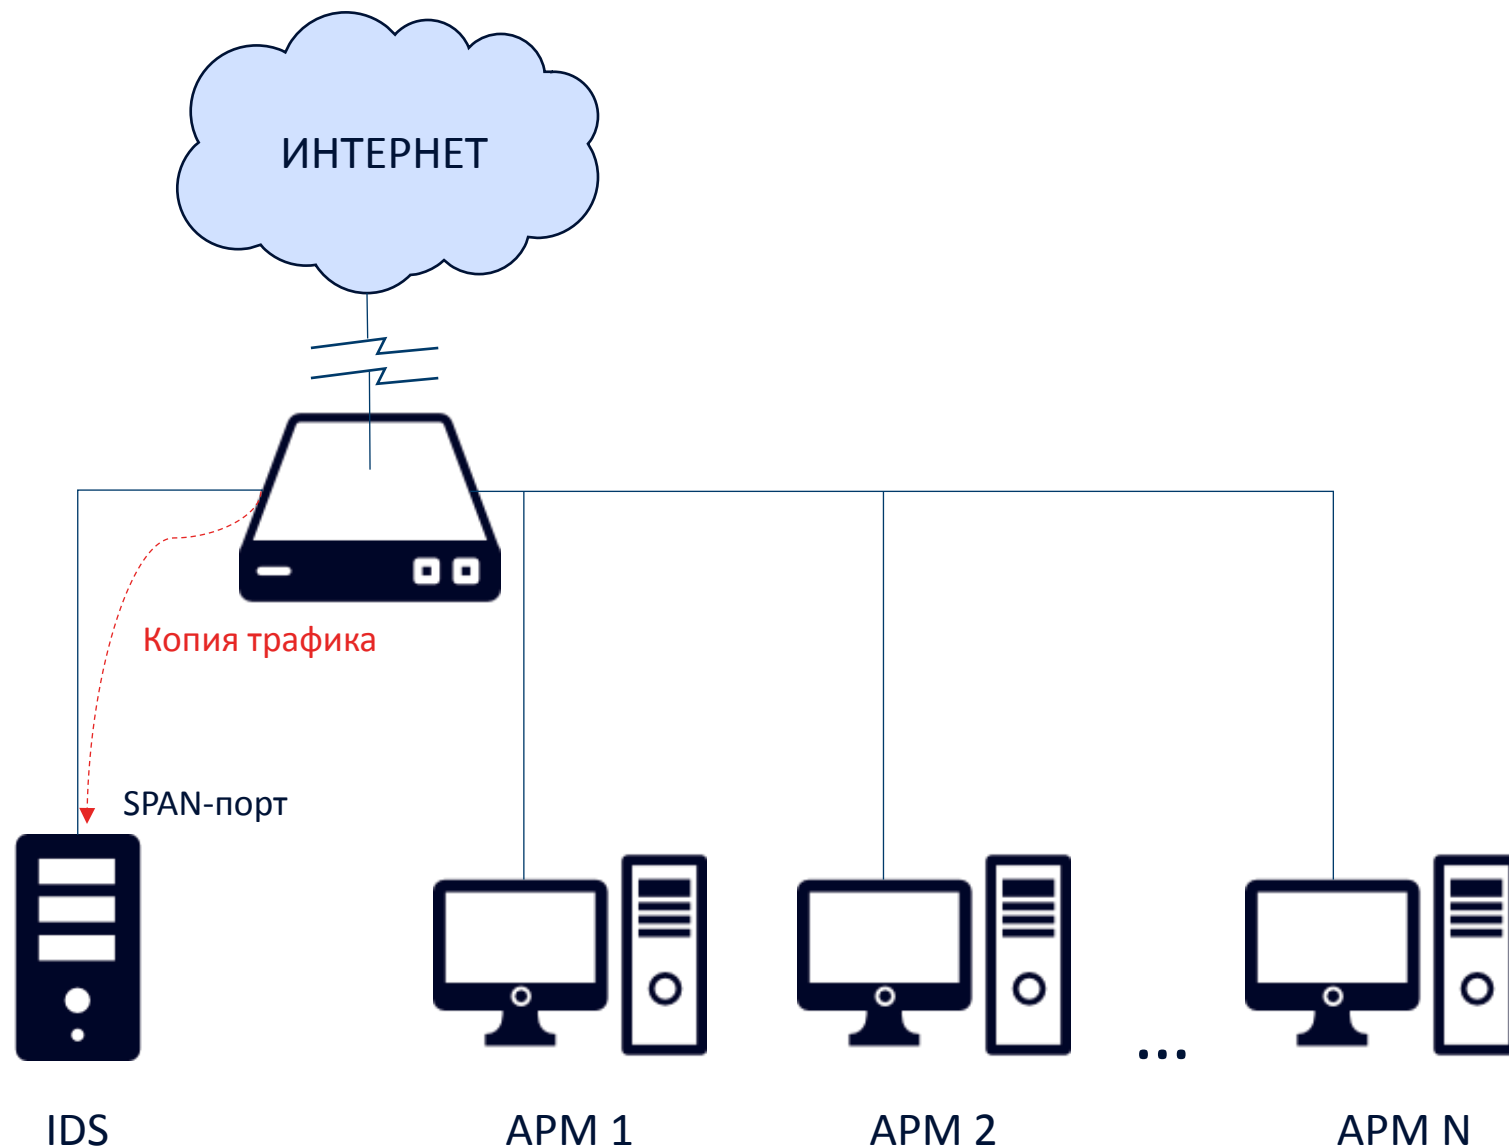 ИНТЕРНЕТ
Копия трафика
SPAN-порт
...
IDS
АРМ 1
АРМ 2
АРМ N